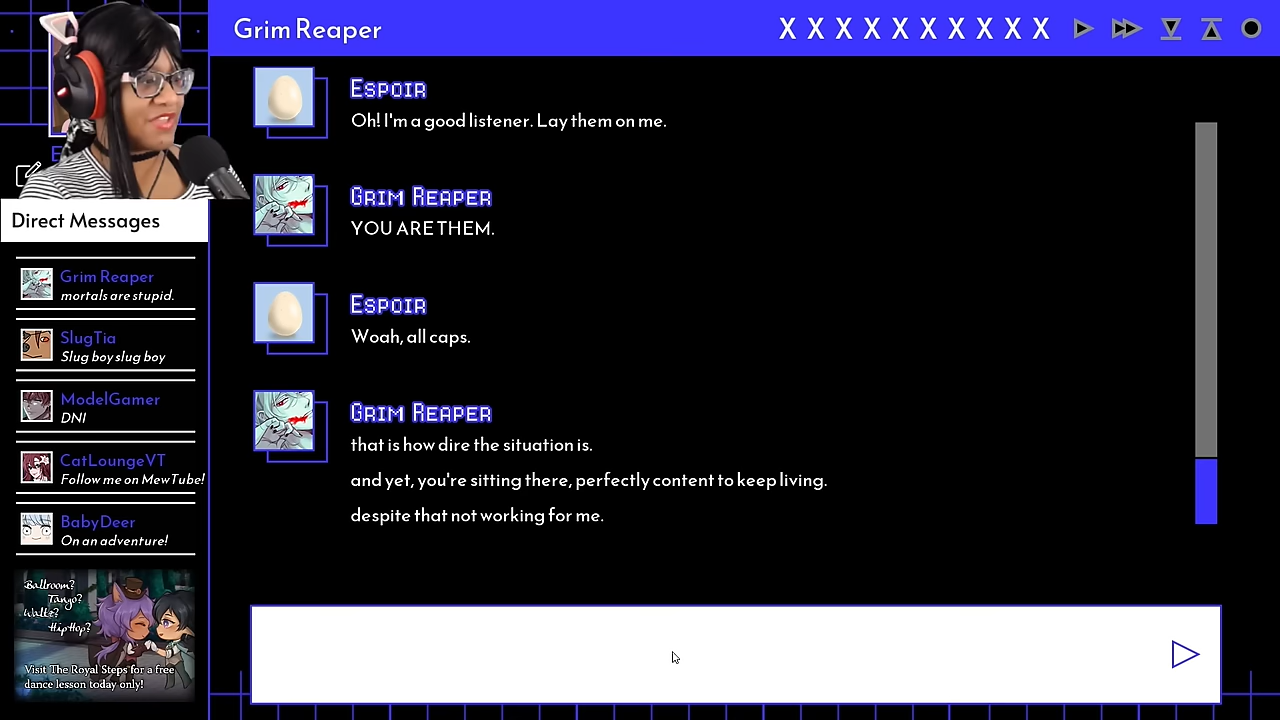 Grim Reaper
X X X X X X X X X X
Espoir
Oh! I'm a good listener. Lay them on me.
Grim Reaper
YOU ARE THEM.
Espoir
Woah, all caps.
Grim Reaper
that is how dire the situation is.
and yet, you're sitting there, perfectly content to keep living.
despite that not working for me.
E
Direct Messages
Grim Reaper
mortals are stupid.
SlugTia
Slug boy slug boy
ModelGamer
DNI
CatLoungeVT
Follow me on MewTube!
BabyDeer
On an adventure!
Ballroom?
Tango?
Waltz?
HipHop?
Visit The Royal Steps for a free
dance lesson today only!